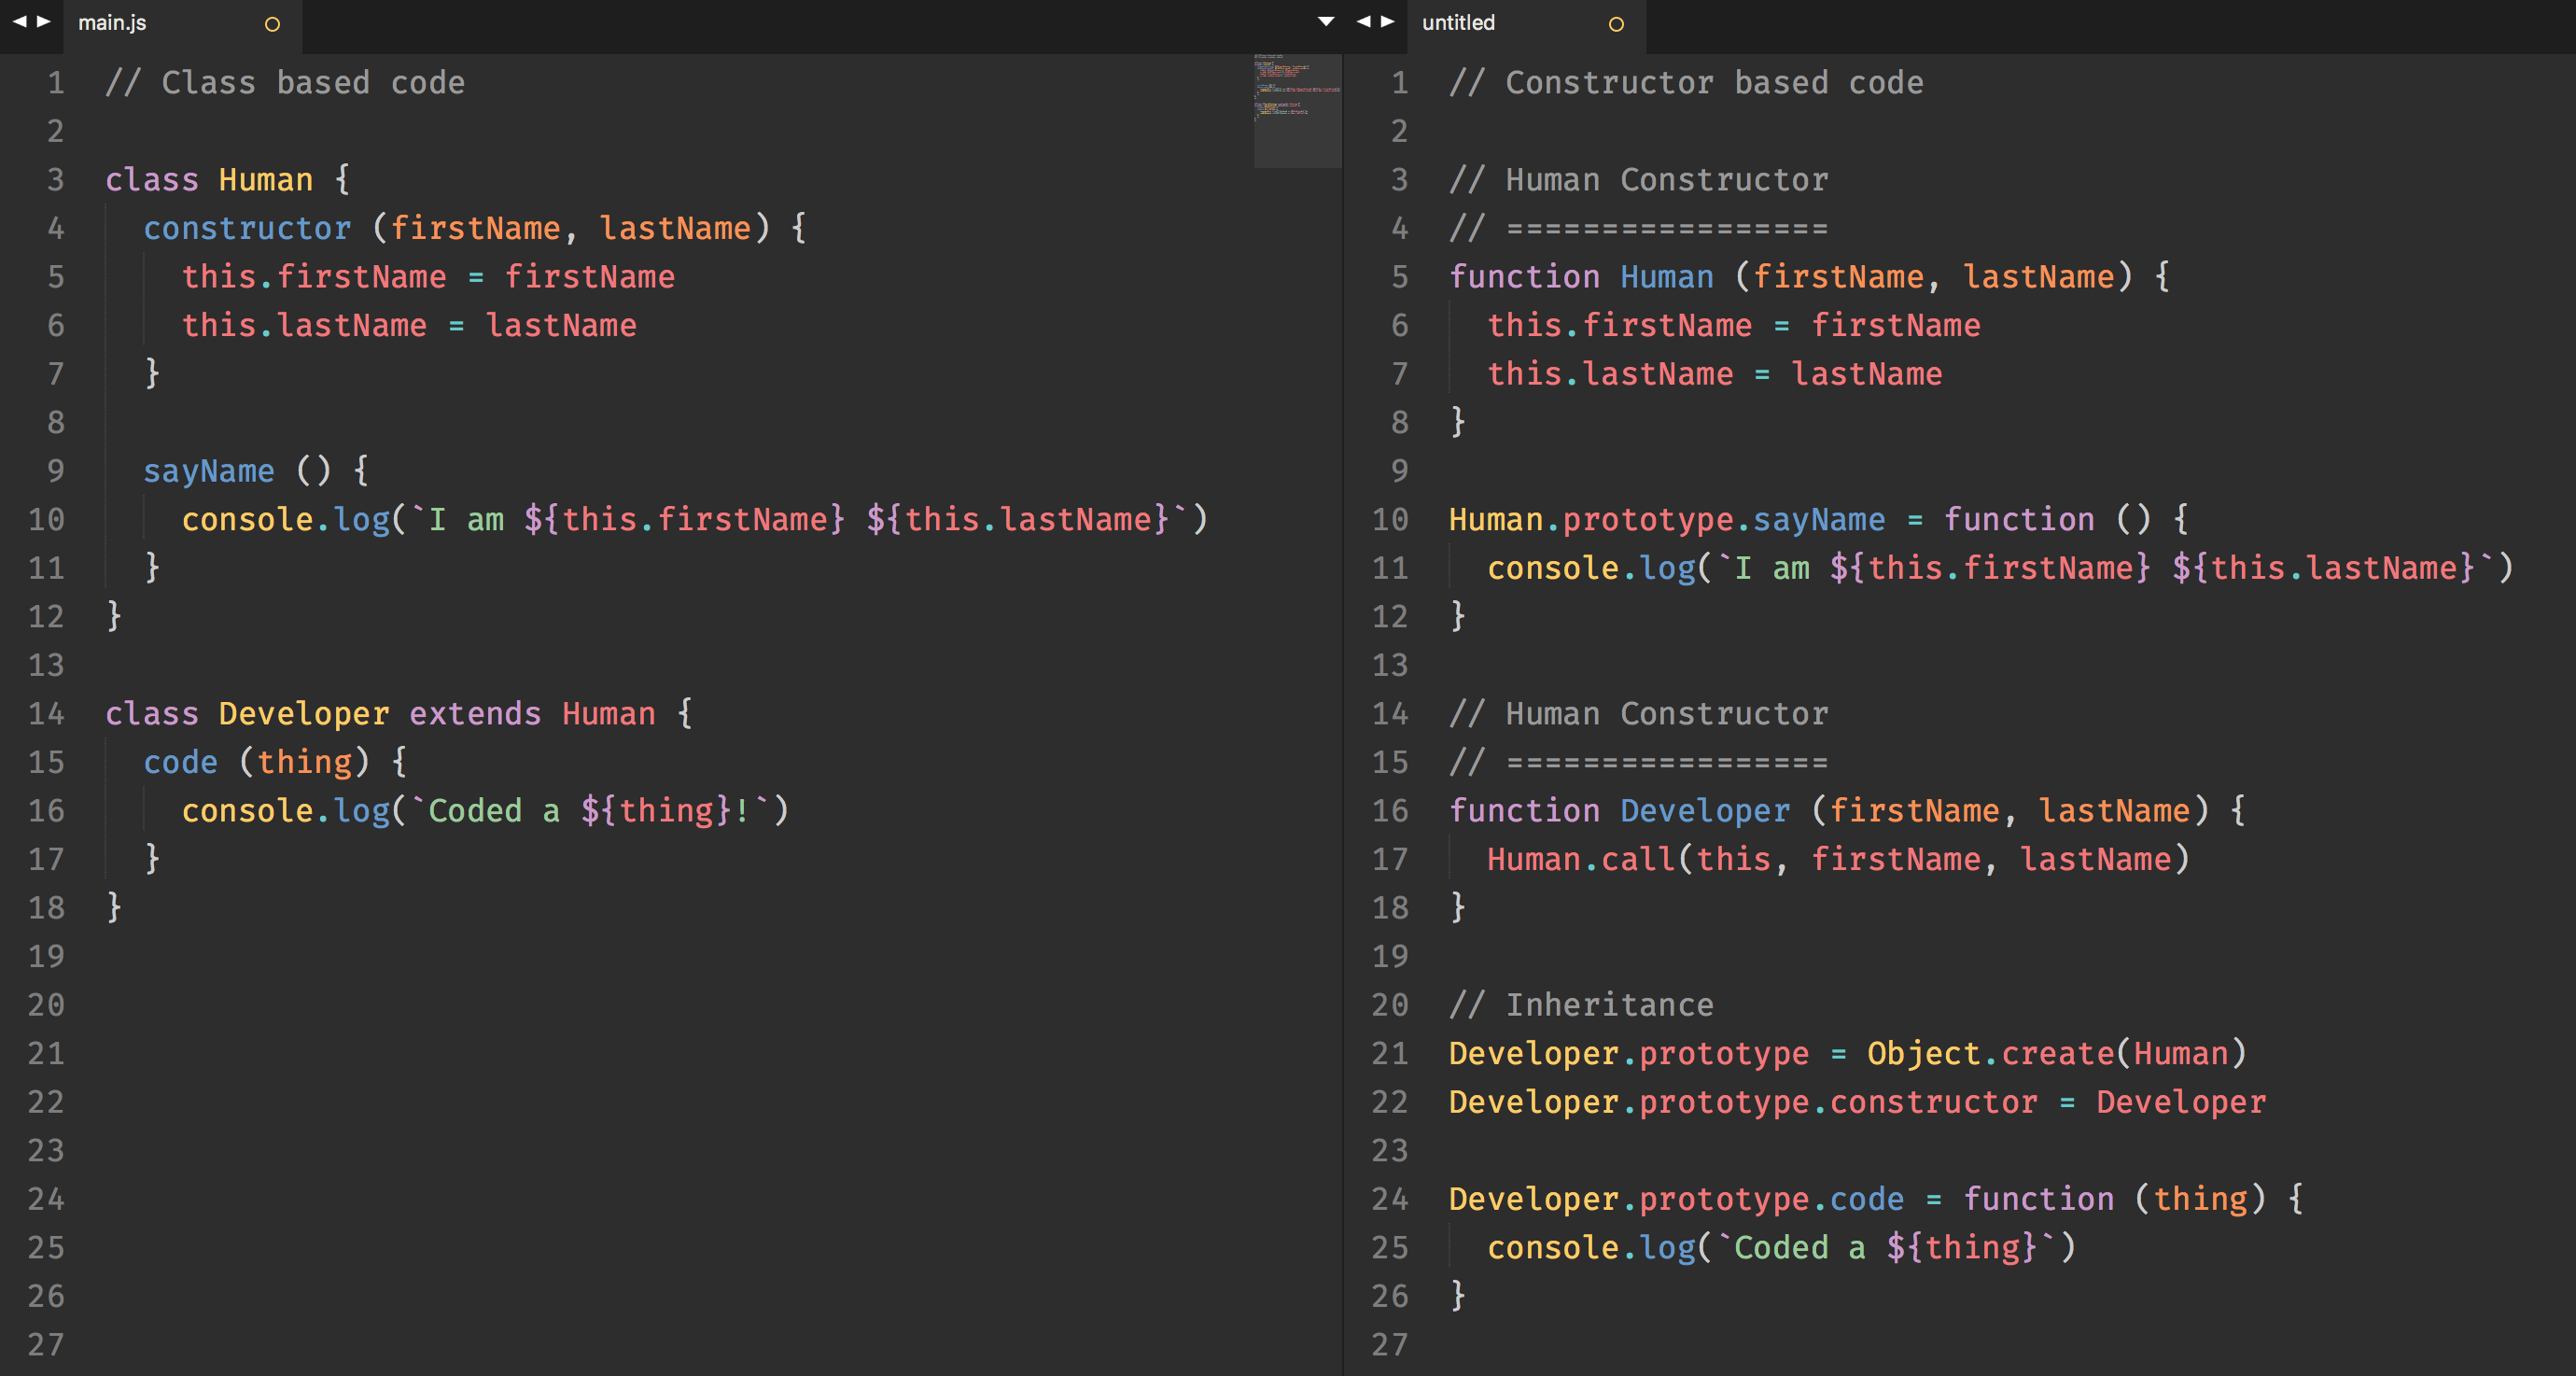 main.js
1 // Class based code
2
3 class Human {
4   constructor (firstName, lastName) {
5     this.firstName = firstName
6     this.lastName = lastName
7   }
8
9   sayName () {
10     console.log(`I am ${this.firstName} ${this.lastName}`)
11   }
12 }
13
14 class Developer extends Human {
15   code (thing) {
16     console.log(`Coded a ${thing}!`)
17   }
18 }
19
20
21
22
23
24
25
26
27
untitled
1 // Constructor based code
2
3 // Human Constructor
4 // =================
5 function Human (firstName, lastName) {
6   this.firstName = firstName
7   this.lastName = lastName
8 }
9
10 Human.prototype.sayName = function () {
11   console.log(`I am ${this.firstName} ${this.lastName}`)
12 }
13
14 // Human Constructor
15 // =================
16 function Developer (firstName, lastName) {
17   Human.call(this, firstName, lastName)
18 }
19
20 // Inheritance
21 Developer.prototype = Object.create(Human)
22 Developer.prototype.constructor = Developer
23
24 Developer.prototype.code = function (thing) {
25   console.log(`Coded a ${thing}`)
26 }
27